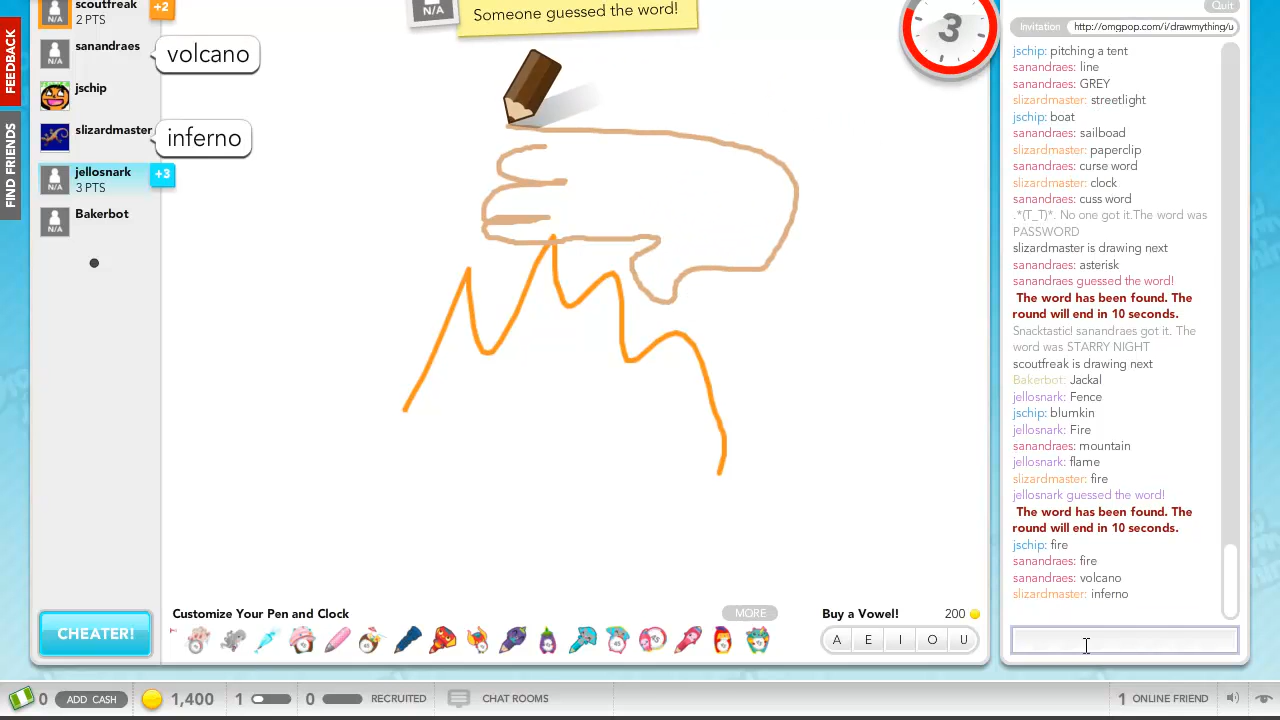 FEEDBACK
FIND FRIENDS
N/A
scoutfreak
2 PTS
+2
N/A
sanandraes
volcano
jschip
slizardmaster
inferno
N/A
jellosnark
3 PTS
+3
N/A
Bakerbot
N/A
Someone guessed the word!
3
Quit
Invitation
http://omgpop.com/i/drawmything/u
jschip: pitching a tent
sanandraes: line
sanandraes: GREY
slizardmaster: streetlight
jschip: boat
sanandraes: sailboad
slizardmaster: paperclip
sanandraes: curse word
slizardmaster: clock
sanandraes: cuss word
.*(T_T)*. No one got it.The word was
PASSWORD
slizardmaster is drawing next
sanandraes: asterisk
sanandraes guessed the word!
The word has been found. The
round will end in 10 seconds.
Snacktastic! sanandraes got it. The
word was STARRY NIGHT
scoutfreak is drawing next
Bakerbot: Jackal
jellosnark: Fence
jschip: blumkin
jellosnark: Fire
sanandraes: mountain
jellosnark: flame
slizardmaster: fire
jellosnark guessed the word!
The word has been found. The
round will end in 10 seconds.
jschip: fire
sanandraes: fire
sanandraes: volcano
slizardmaster: inferno
CHEATER!
Customize Your Pen and Clock
MORE
Buy a Vowel!
200
A E I O U
0
ADD CASH
1,400
1
0
RECRUITED
CHAT ROOMS
1 ONLINE FRIEND